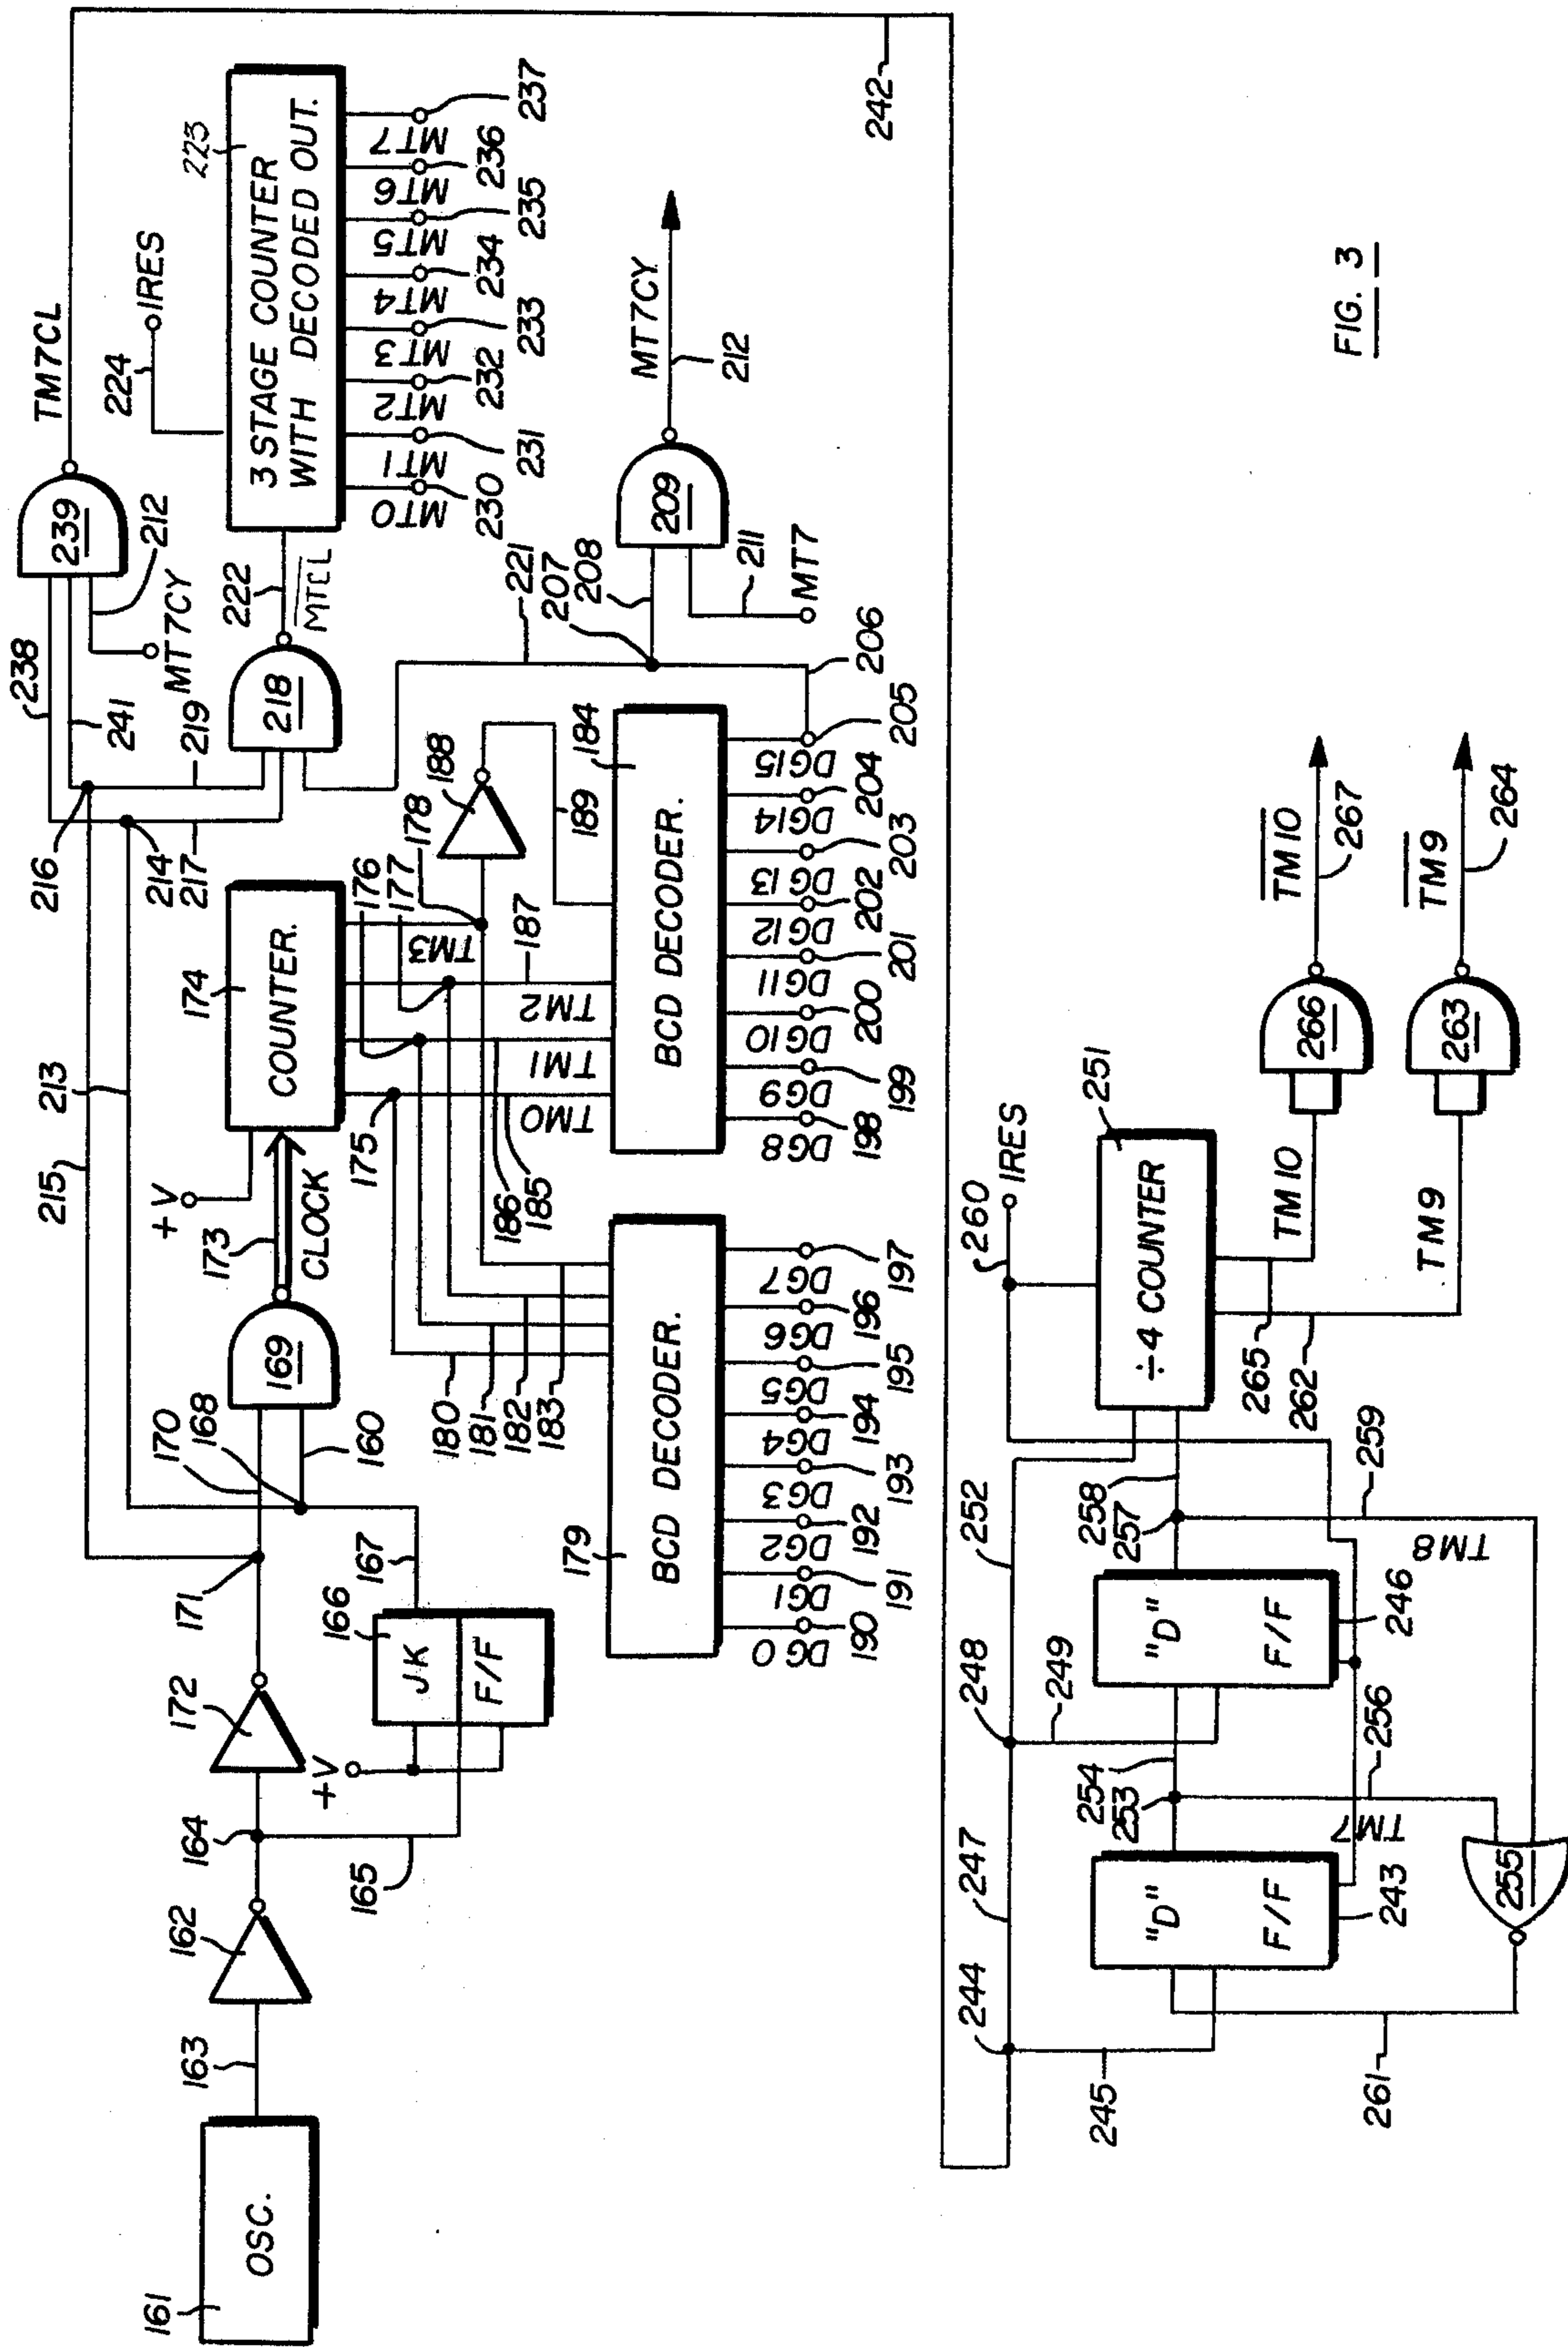 FIG. 3
OSC.
161
163
162
164
165
172
171
+V
166
JK
F/F
167
170
168
160
169
215
213
173
CLOCK
+V
174
COUNTER.
216
214
217
238
241
219
239
TM7CL
212
MT7CY
218
222
MTCL
224
IRES
223
3 STAGE COUNTER
WITH DECODED OUT.
MT0
MT1
MT2
MT3
MT4
MT5
MT6
MT7
230
231
232
233
234
235
236
237
175
176
177
178
TM0
TM1
TM2
TM3
180
181
182
183
186
185
187
188
189
184
179
BCD DECODER.
DG0
DG1
DG2
DG3
DG4
DG5
DG6
DG7
190
191
192
193
194
195
196
197
BCD DECODER.
DG8
DG9
DG10
DG11
DG12
DG13
DG14
DG15
198
199
200
201
202
203
204
205
206
221
207
208
209
211
MT7
MT7CY
212
242
244
247
248
252
245
249
"D"
F/F
243
253
254
TM7
256
"D"
F/F
246
257
258
TM8
259
255
261
260
IRES
251
÷4 COUNTER
265
262
TM10
TM9
266
263
TM10
267
TM9
264